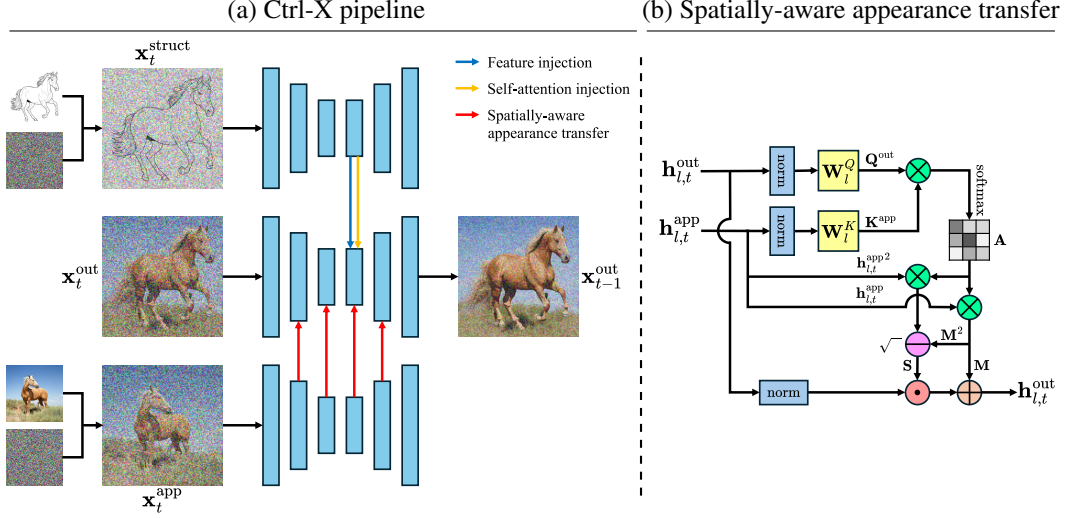 (a) Ctrl-X pipeline
(b) Spatially-aware appearance transfer
x_t^struct
Feature injection
Self-attention injection
Spatially-aware
appearance transfer
x_t^out
x_{t-1}^out
x_t^app
h_{l,t}^out
norm
W_l^Q
Q^out
softmax
h_{l,t}^app
norm
W_l^K
K^app
A
h_{l,t}^{app 2}
h_{l,t}^app
√
M^2
S
M
norm
h_{l,t}^out